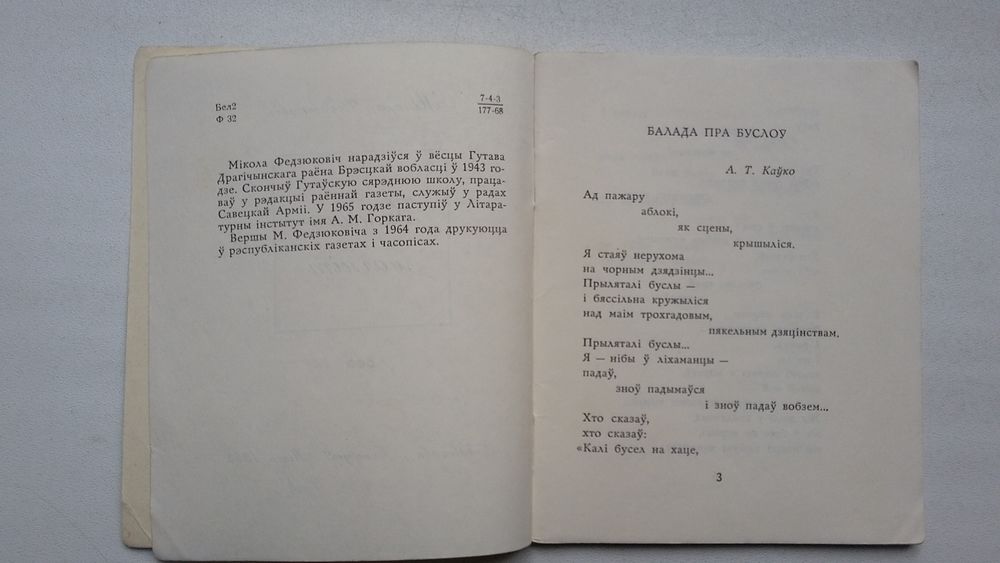 Бел2
Ф 32
7-4-3
177-68
Мікола Федзюковіч нарадзіўся ў вёсцы Гутава
Драгічынскага раёна Брэсцкай вобласці ў 1943 го-
дзе. Скончыў Гутаўскую сярэднюю школу, праца-
ваў у рэдакцыі раённай газеты, служыў у радах
Савецкай Арміі. У 1965 годзе паступіў у Літара-
турны інстытут імя А. М. Горкага.
Вершы М. Федзюковіча з 1964 года друкуюцца
ў рэспубліканскіх газетах і часопісах.
БАЛАДА ПРА БУСЛОЎ
А. Т. Каўко
Ад пажару
аблокі,
як сцены,
крышыліся.
Я стаяў нерухома
на чорным дзядзінцы...
Прыляталі буслы —
і бяссільна кружыліся
над маім трохгадовым,
пякельным дзяцінствам.
Прыляталі буслы...
Я — нібы ў ліхаманцы —
падаў,
зноў падымаўся
і зноў падаў вобзем...
Хто сказаў,
хто сказаў:
«Калі бусел на хаце,
3